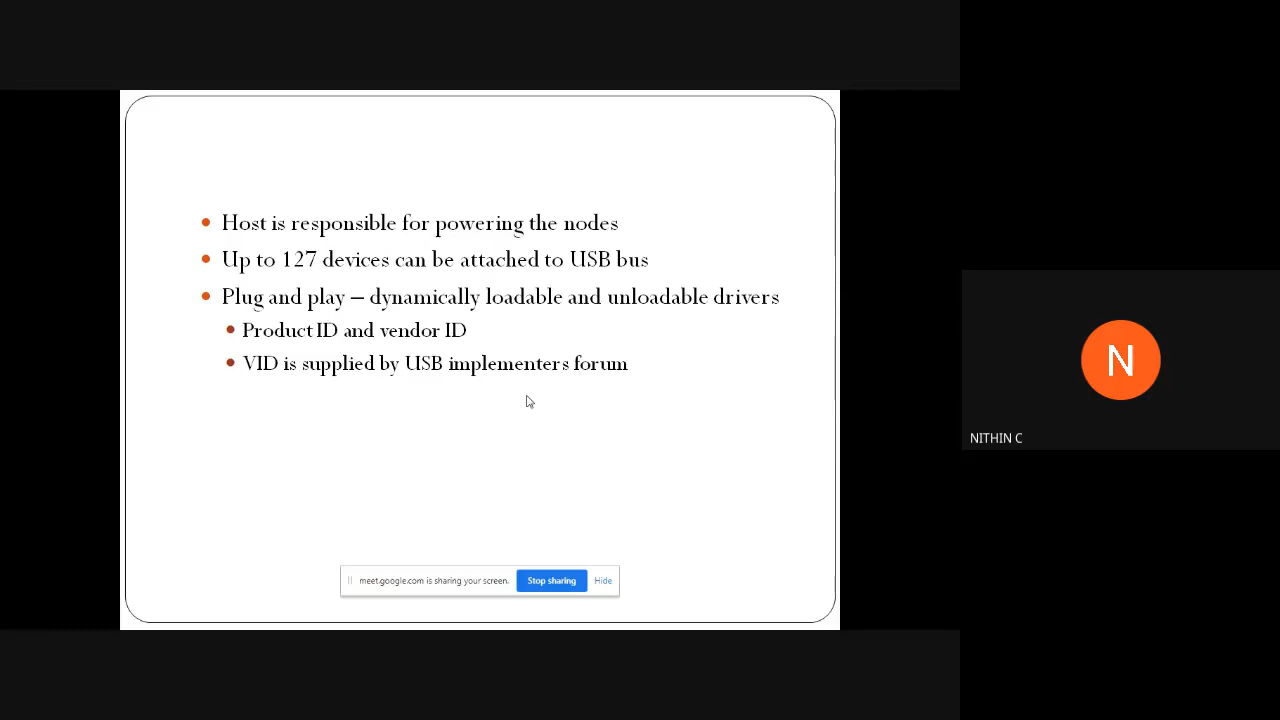 Host is responsible for powering the nodes
Up to 127 devices can be attached to USB bus
Plug and play – dynamically loadable and unloadable drivers
Product ID and vendor ID
VID is supplied by USB implementers forum
meet.google.com is sharing your screen. Stop sharing Hide
N
NITHIN C